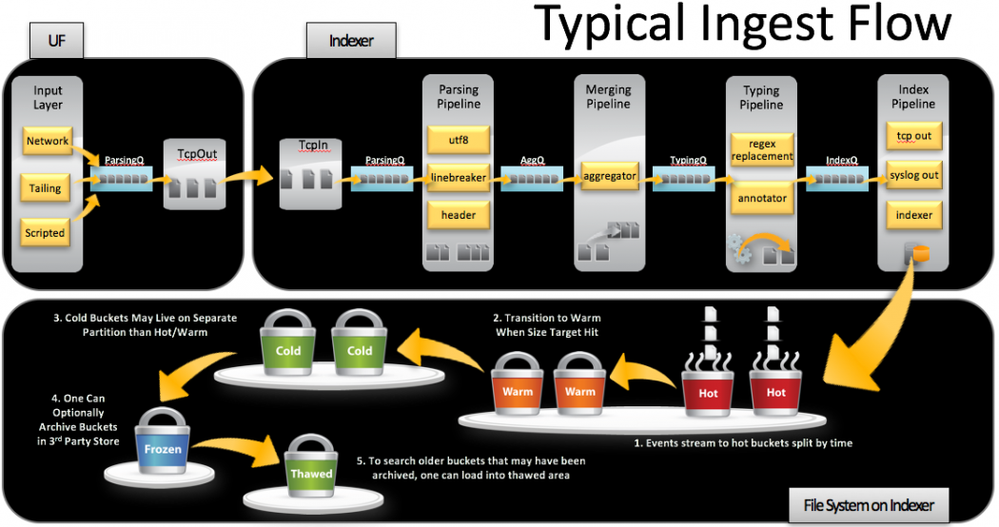 Typical Ingest Flow
UF
Indexer
Input
Layer
Network
Tailing
Scripted
ParsingQ
TcpOut
TcpIn
ParsingQ
Parsing
Pipeline
utf8
linebreaker
header
AggQ
Merging
Pipeline
aggregator
TypingQ
Typing
Pipeline
regex
replacement
annotator
IndexQ
Index
Pipeline
tcp out
syslog out
indexer
3. Cold Buckets May Live on Separate
Partition than Hot/Warm
Cold
Cold
2. Transition to Warm
When Size Target Hit
Warm
Warm
Hot
Hot
1. Events stream to hot buckets split by time
4. One Can
Optionally
Archive Buckets
in 3rd Party Store
Frozen
Thawed
5. To search older buckets that may have been
archived, one can load into thawed area
File System on Indexer